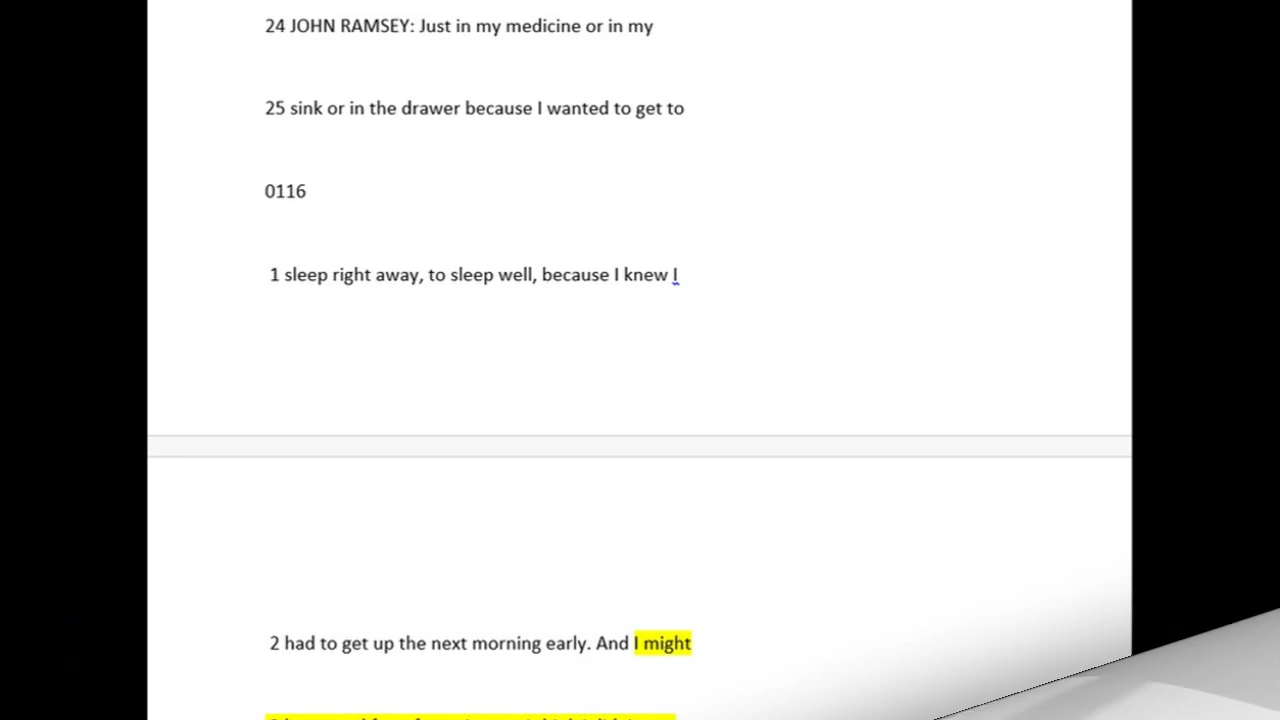 24 JOHN RAMSEY: Just in my medicine or in my
25 sink or in the drawer because I wanted to get to
0116
1 sleep right away, to sleep well, because I knew I
2 had to get up the next morning early. And I might